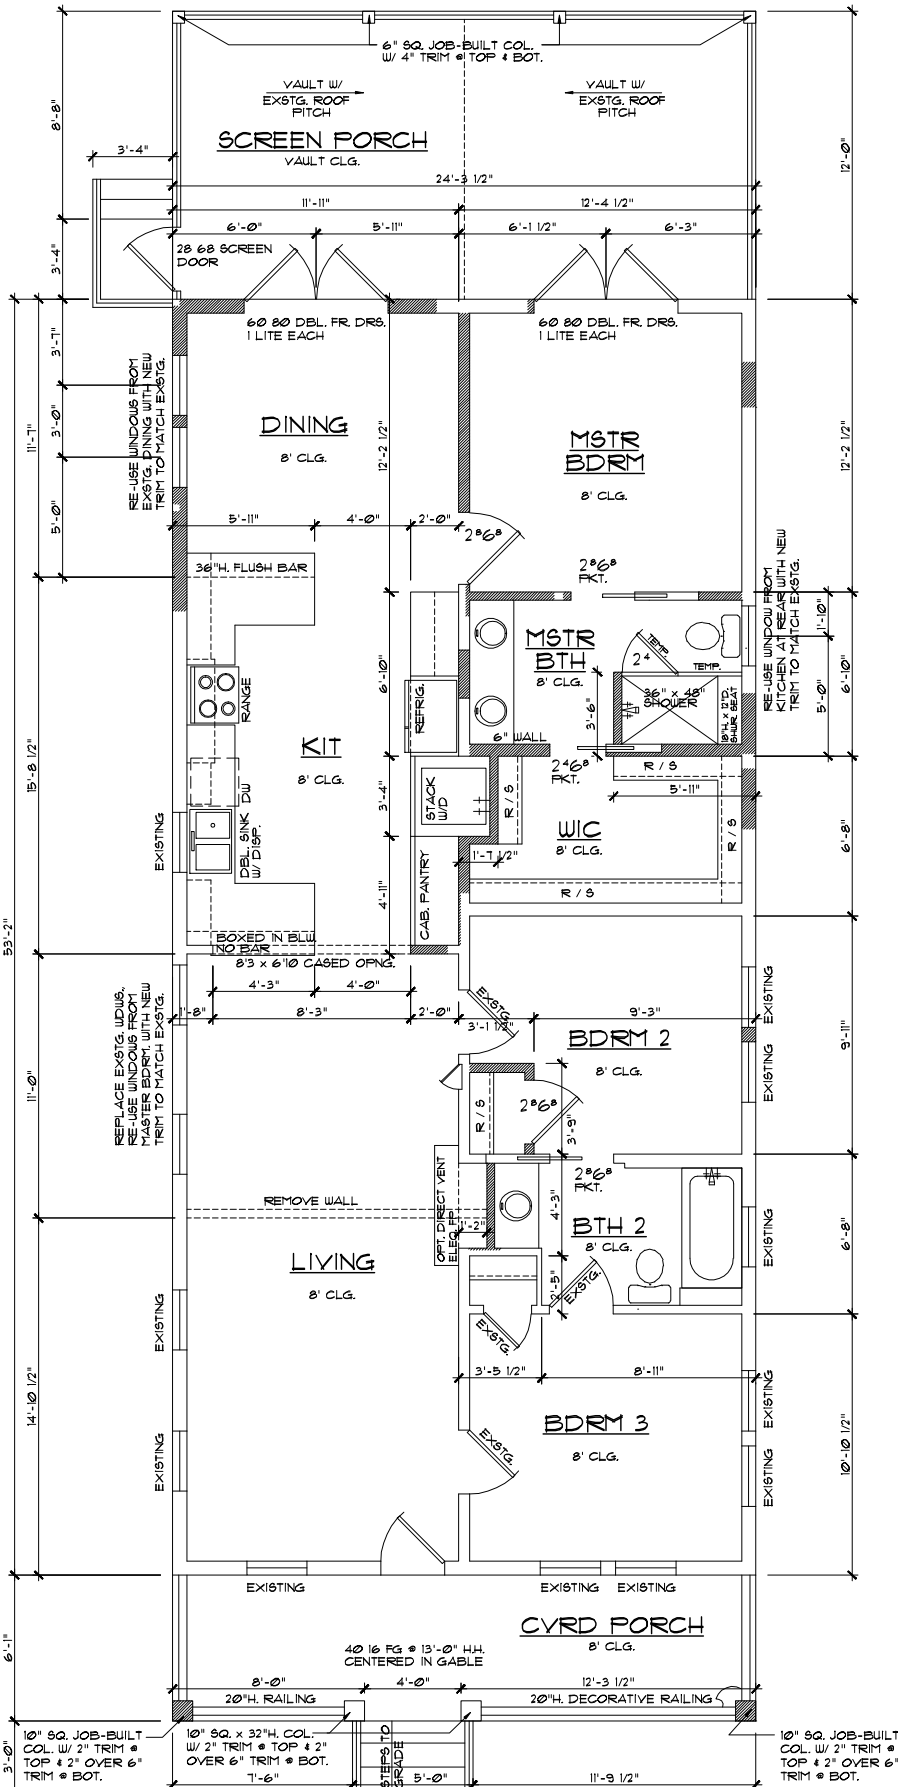 6" SQ. JOB-BUILT COL.
W/ 4" TRIM @ TOP & BOT.
VAULT W/
EXSTG. ROOF
PITCH
VAULT W/
EXSTG. ROOF
PITCH
8'-8"
12'-0"
SCREEN PORCH
VAULT CLG.
3'-4"
24'-3 1/2"
11'-11"
12'-4 1/2"
6'-0"
5'-11"
6'-1 1/2"
6'-3"
28 68 SCREEN
DOOR
3'-4"
60 80 DBL. FR. DRS.
1 LITE EACH
60 80 DBL. FR. DRS.
1 LITE EACH
3'-7"
3'-0"
5'-0"
11'-7"
RE-USE WINDOWS FROM
EXSTG. DINING WITH NEW
TRIM TO MATCH EXSTG.
DINING
8' CLG.
12'-2 1/2"
MSTR
BDRM
8' CLG.
12'-2 1/2"
5'-11"
4'-0"
2'-0"
2868
2868
PKT.
36"H. FLUSH BAR
RE-USE WINDOW FROM
KITCHEN AT REAR WITH NEW
TRIM TO MATCH EXSTG.
1'-10"
5'-0"
6'-10"
MSTR
BTH
8' CLG.
TEMP.
24
TEMP.
6'-10"
RANGE
REFRIG.
36" x 48"
SHOWER
18"H. x 12"D.
SHWR. SEAT
3'-6"
6" WALL
KIT
8' CLG.
15'-8 1/2"
2468
PKT.
R / S
5'-11"
3'-4"
STACK
W/D
R / S
WIC
8' CLG.
R / S
6'-8"
EXISTING
DW
DBL. SINK
W/ DISP.
1'-7 1/2"
4'-11"
CAB. PANTRY
R / S
53'-2"
BOXED IN BLW.
NO BAR
8'3 x 6'10 CASED OPNG.
4'-3"
4'-0"
1'-8"
8'-3"
2'-0"
3'-1 1/2"
9'-3"
EXSTG.
EXISTING
EXISTING
REPLACE EXSTG. WDWS.,
RE-USE WINDOWS FROM
MASTER BDRM. WITH NEW
TRIM TO MATCH EXSTG.
11'-0"
BDRM 2
8' CLG.
9'-11"
R / S
2868
3'-9"
2868
PKT.
REMOVE WALL
OPT. DIRECT VENT
ELEC. FP.
1'-2"
4'-3"
BTH 2
8' CLG.
EXISTING
6'-8"
LIVING
8' CLG.
2'-5"
EXSTG.
EXISTING
EXSTG.
3'-5 1/2"
8'-11"
EXISTING
14'-10 1/2"
BDRM 3
8' CLG.
EXISTING
EXSTG.
EXISTING
10'-10 1/2"
EXISTING
EXISTING
EXISTING
CVRD PORCH
8' CLG.
6'-1"
40 16 FG @ 13'-0" H.H.
CENTERED IN GABLE
8'-0"
4'-0"
12'-3 1/2"
20"H. RAILING
20"H. DECORATIVE RAILING
10" SQ. JOB-BUILT
COL. W/ 2" TRIM @
TOP & 2" OVER 6"
TRIM @ BOT.
10" SQ. x 32"H. COL.
W/ 2" TRIM @ TOP & 2"
OVER 6" TRIM @ BOT.
STEPS TO
GRADE
10" SQ. JOB-BUILT
COL. W/ 2" TRIM @
TOP & 2" OVER 6"
TRIM @ BOT.
3'-0"
7'-6"
5'-0"
11'-9 1/2"